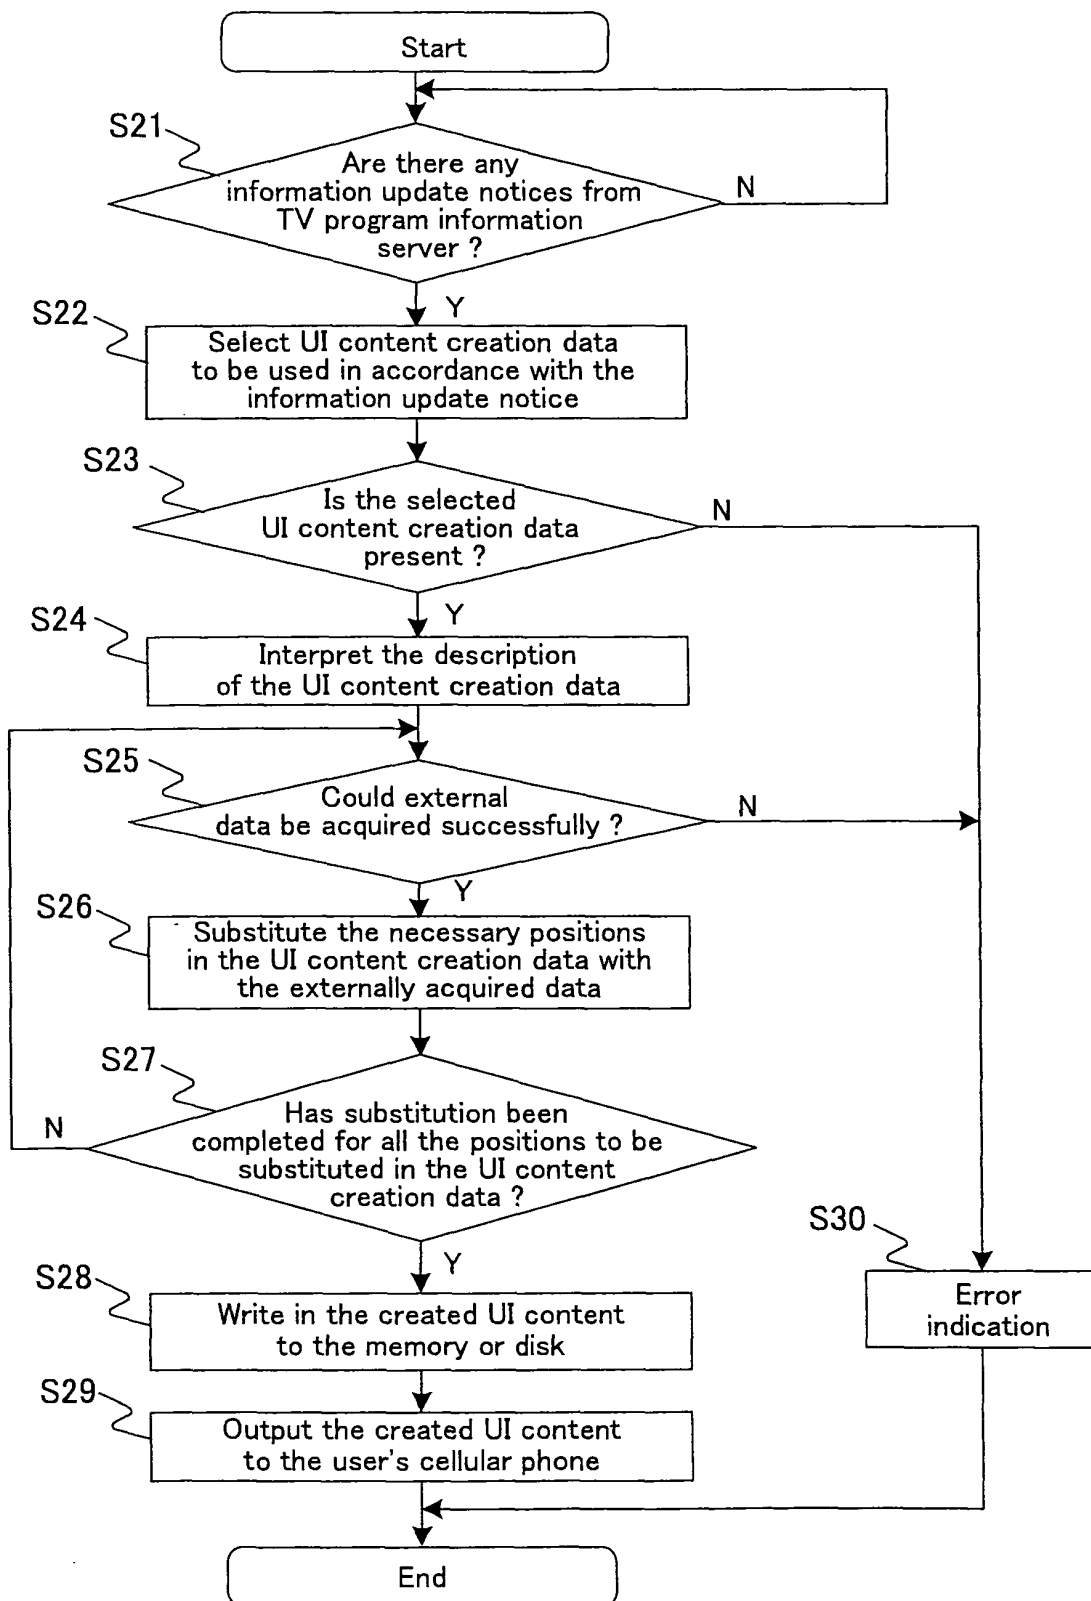 Start
S21
Are there any
information update notices from
TV program information
server ?
N
Y
S22
Select UI content creation data
to be used in accordance with the
information update notice
S23
Is the selected
UI content creation data
present ?
N
Y
S24
Interpret the description
of the UI content creation data
S25
Could external
data be acquired successfully ?
N
Y
S26
Substitute the necessary positions
in the UI content creation data with
the externally acquired data
S27
Has substitution been
completed for all the positions to be
substituted in the UI content
creation data ?
N
Y
S28
Write in the created UI content
to the memory or disk
S30
Error
indication
S29
Output the created UI content
to the user's cellular phone
End